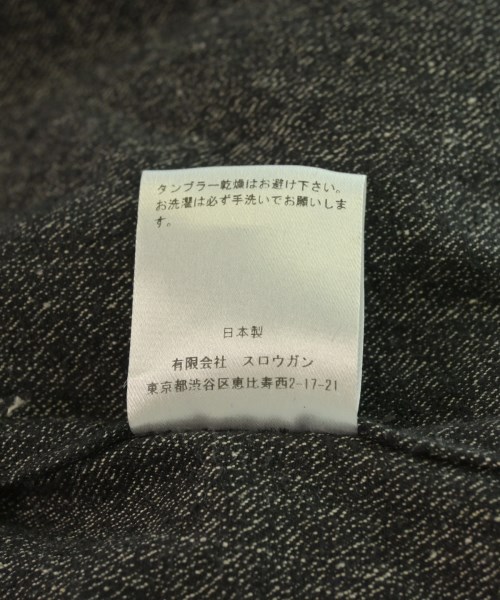 タンブラー乾燥はお避け下さい。
お洗濯は必ず手洗いでお願いしま
す。
日本製
有限会社 スロウガン
東京都渋谷区恵比寿西2-17-21